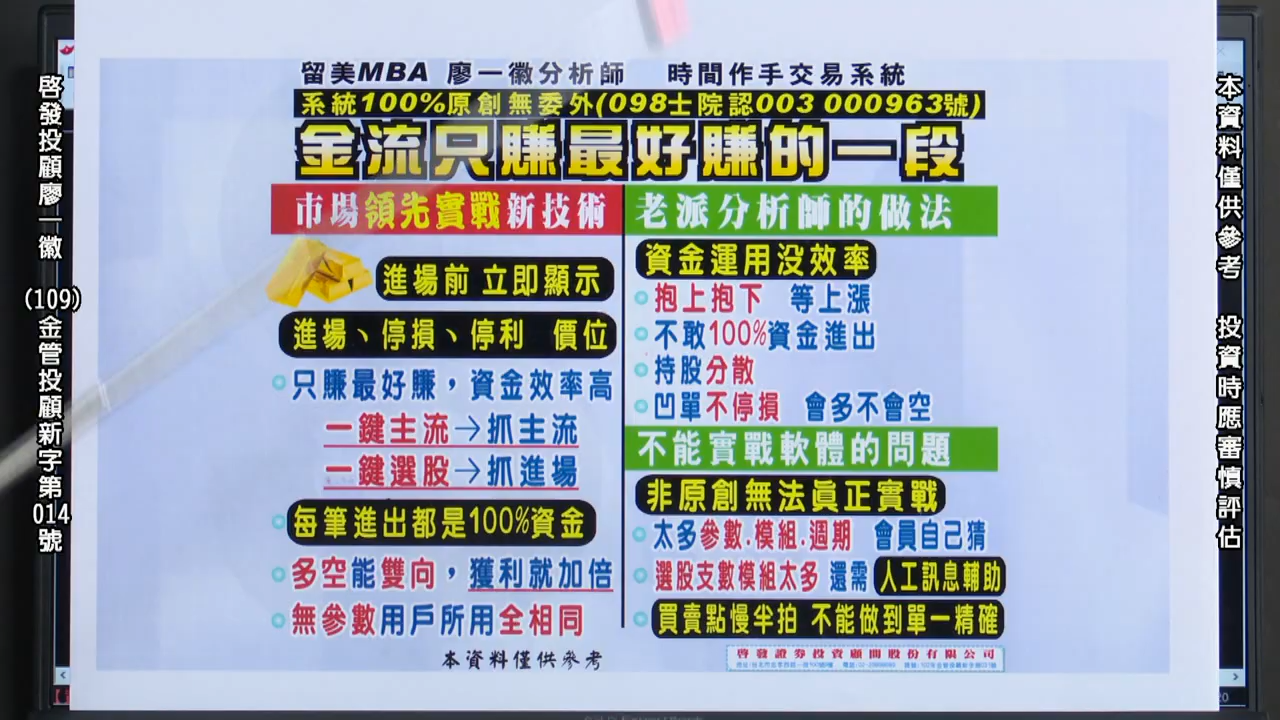 留美MBA 廖一徽分析師 時間作手交易系統
系統100%原創無委外(098士院認003 000963號)
金流只賺最好賺的一段
市場領先實戰新技術
進場前 立即顯示
進場、停損、停利 價位
只賺最好賺，資金效率高
一鍵主流→抓主流
一鍵選股→抓進場
每筆進出都是100%資金
多空能雙向，獲利就加倍
無參數用戶所用全相同
老派分析師的做法
資金運用没效率
抱上抱下 等上漲
不敢100%資金進出
持股分散
凹單不停損 會多不會空
不能實戰軟體的問題
非原創無法真正實戰
太多參數.模組.週期 會員自己猜
選股支數模組太多 還需人工訊息輔助
買賣點慢半拍 不能做到單一精確
本資料僅供參考
啓發證券投資顧問股份有限公司
啓發投顧廖一徽 (109)金管投顧新字第014號
本資料僅供參考 投資時應審慎評估